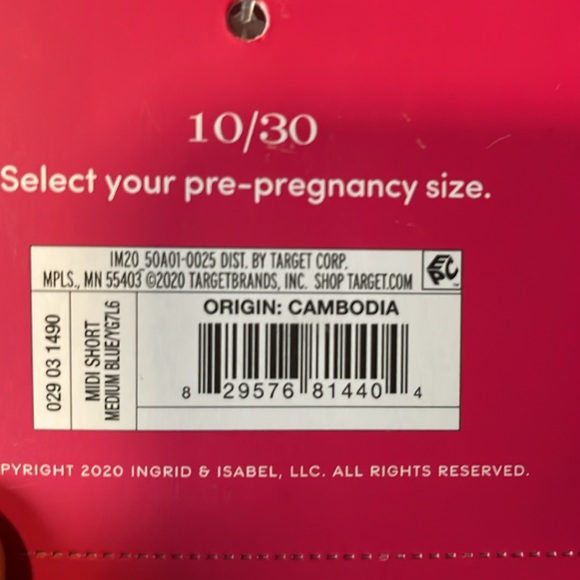 10/30
Select your pre-pregnancy size.
IM20_50A01-0025 DIST. BY TARGET CORP.
MPLS., MN 55403 ©2020 TARGETBRANDS, INC. SHOP TARGET.COM
EPC™
029 03 1490
MIDI SHORT
MEDIUM BLUE/YG7L6
ORIGIN: CAMBODIA
8 29576 81440 4
PYRIGHT 2020 INGRID & ISABEL, LLC. ALL RIGHTS RESERVED.